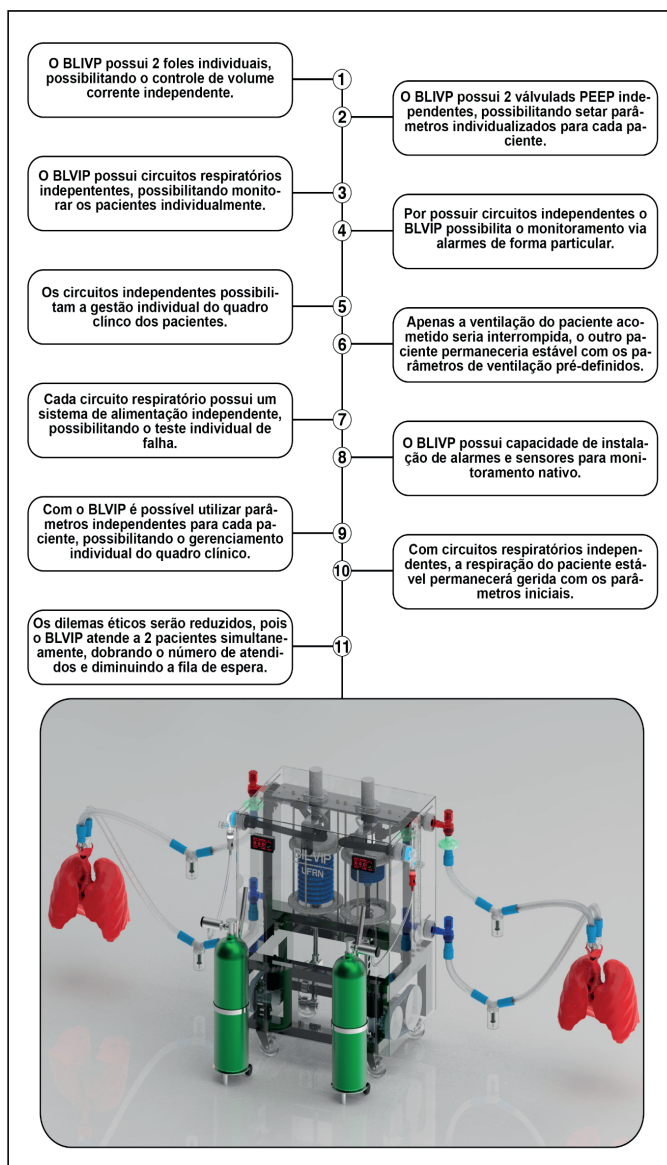 O BLIVP possui 2 foles individuais,
possibilitando o controle de volume
corrente independente.
1
2
O BLIVP possui 2 válvulads PEEP inde-
pendentes, possibilitando setar parâ-
metros individualizados para cada pa-
ciente.
O BLVIP possui circuitos respiratórios
indepententes, possibilitando monito-
rar os pacientes individualmente.
3
4
Por possuir circuitos independentes o
BLVIP possibilita o monitoramento via
alarmes de forma particular.
Os circuitos independentes possibili-
tam a gestão individual do quadro
clínco dos pacientes.
5
6
Apenas a ventilação do paciente aco-
metido seria interrompida, o outro pa-
ciente permaneceria estável com os pa-
râmetros de ventilação pré-definidos.
Cada circuito respiratório possui um
sistema de alimentação independente,
possibilitando o teste individual de
falha.
7
8
O BLIVP possui capacidade de instala-
ção de alarmes e sensores para moni-
toramento nativo.
Com o BLVIP é possível utilizar parâ-
metros independentes para cada pa-
ciente, possibilitando o gerenciamento
individual do quadro clínico.
9
10
Com circuitos respiratórios indepen-
dentes, a respiração do paciente está-
vel permanecerá gerida com os parâ-
metros iniciais.
Os dilemas éticos serão reduzidos, pois
o BLVIP atende a 2 pacientes simultane-
amente, dobrando o número de atendi-
didos e diminuindo a fila de espera.
11
BILVIP
UFRN